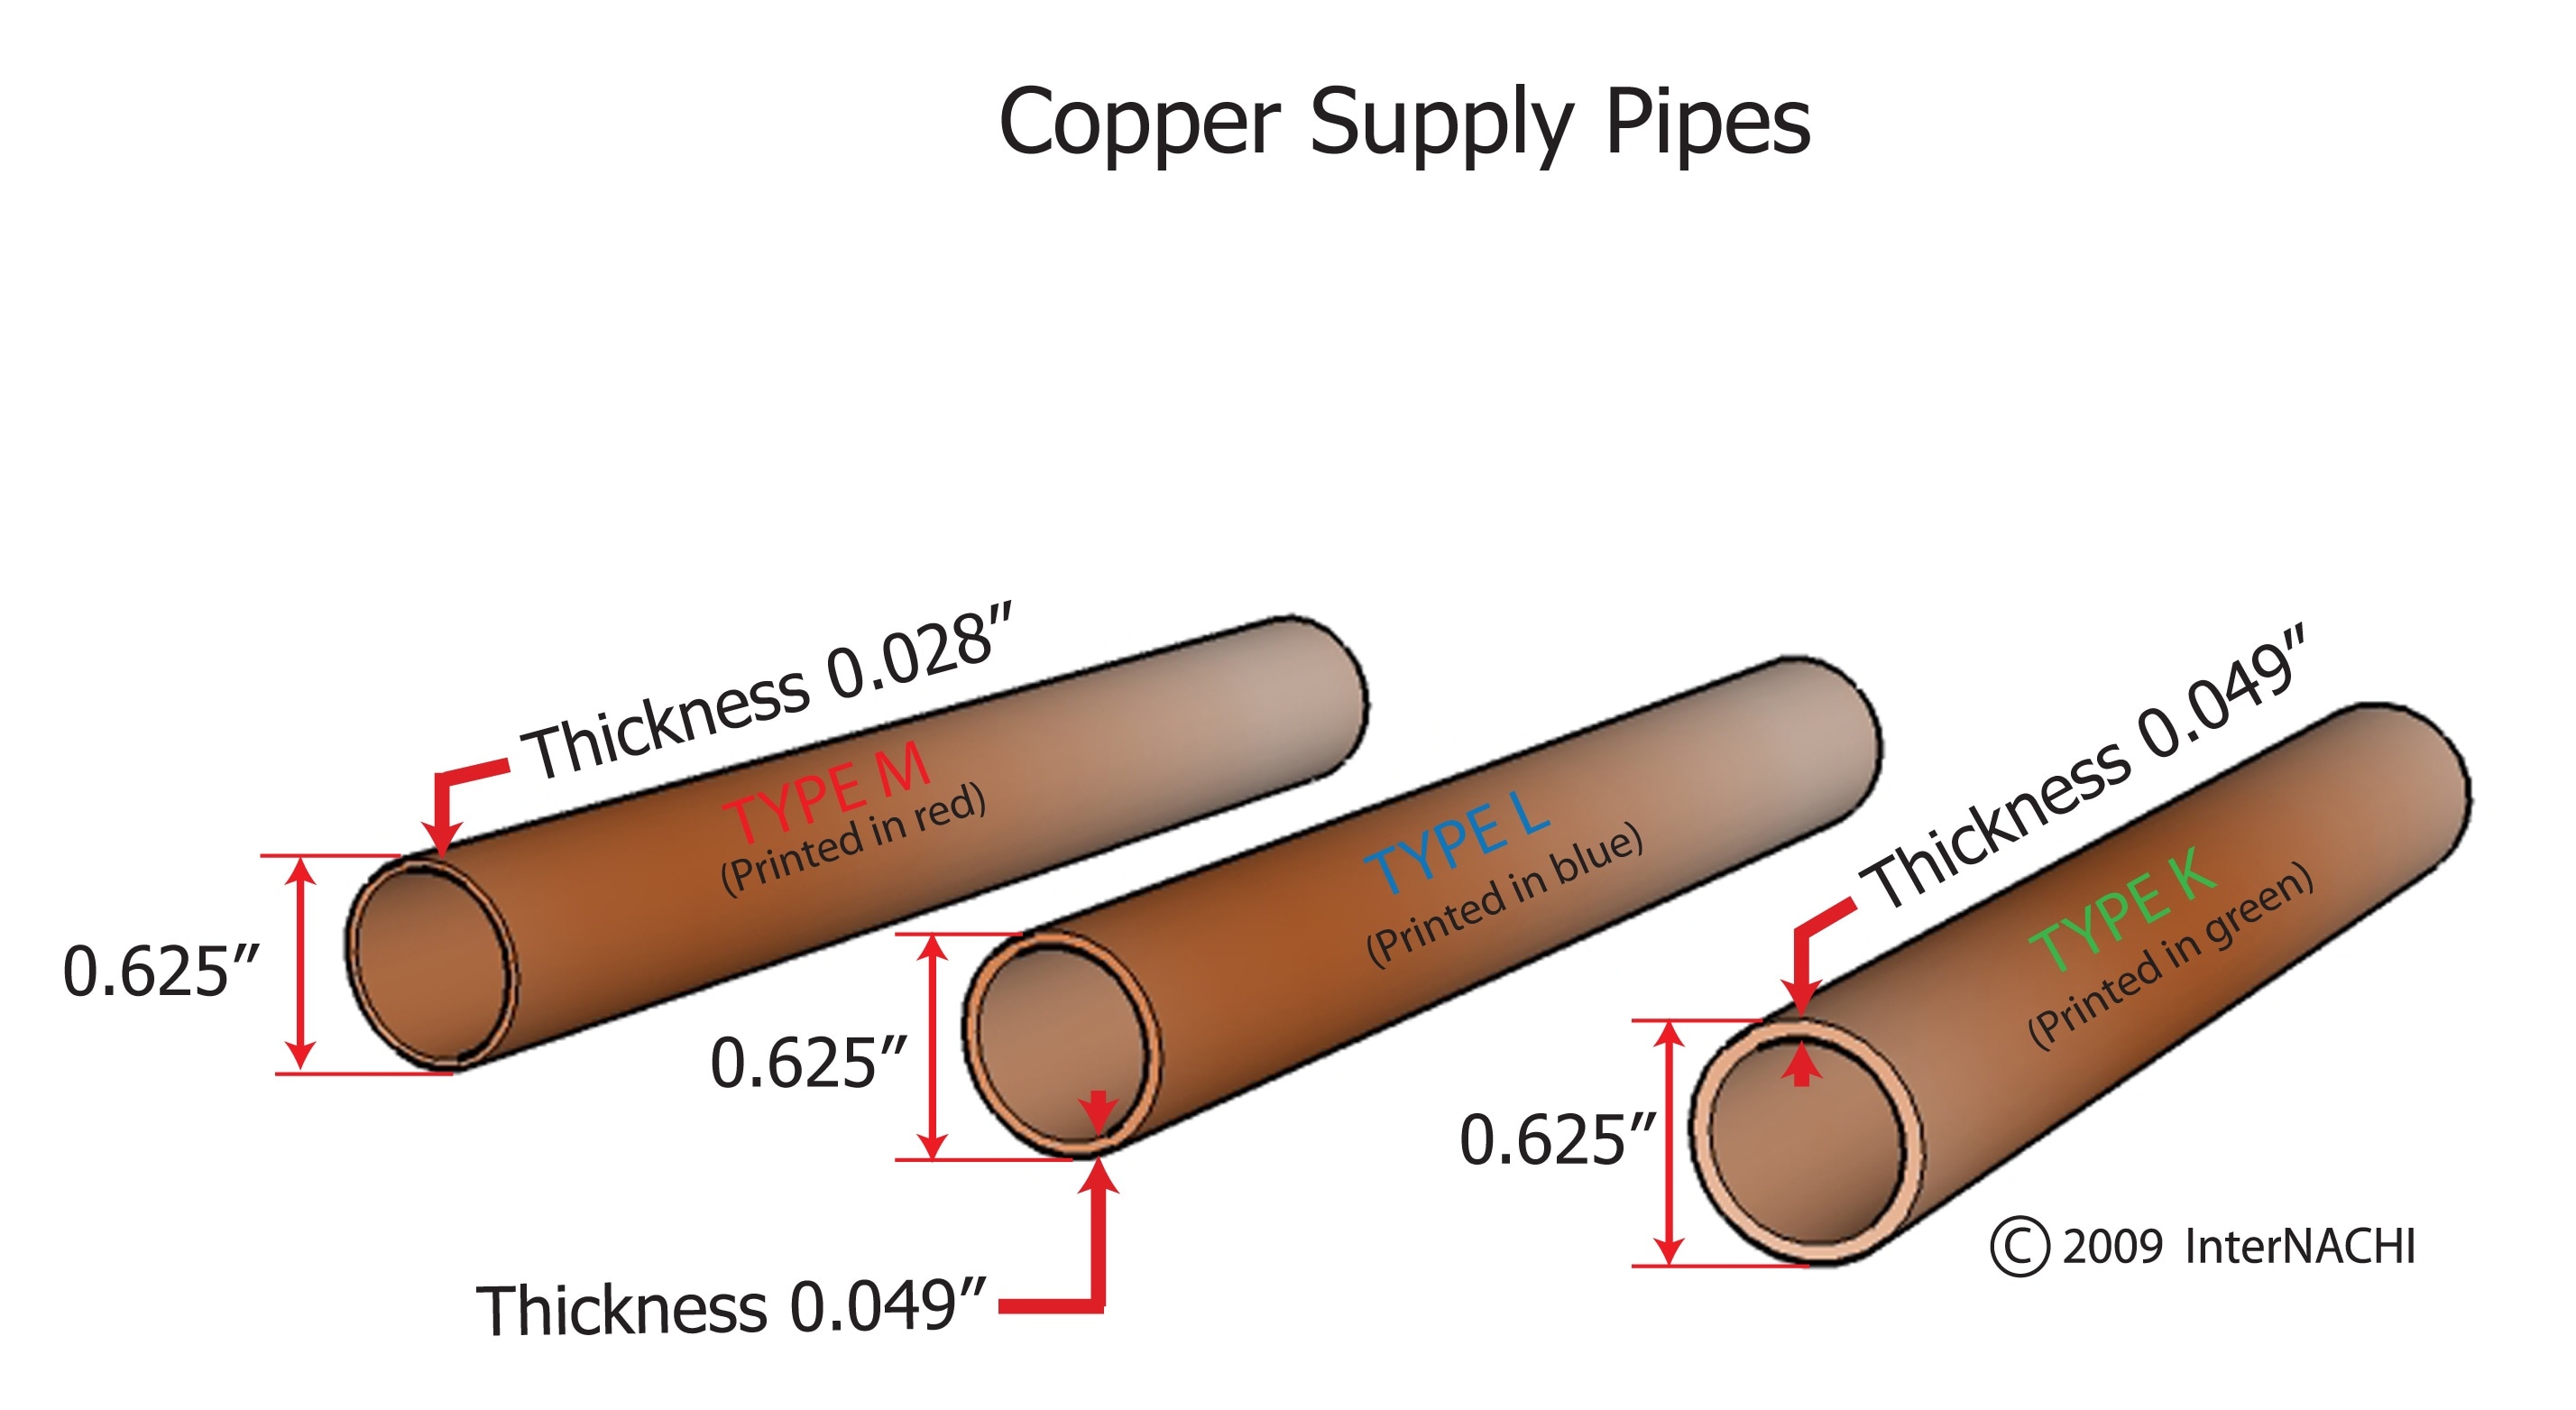 Copper Supply Pipes
Thickness 0.028”
TYPE M
(Printed in red)
0.625”
TYPE L
(Printed in blue)
0.625”
Thickness 0.049”
Thickness 0.049”
TYPE K
(Printed in green)
0.625”
© 2009 InterNACHI